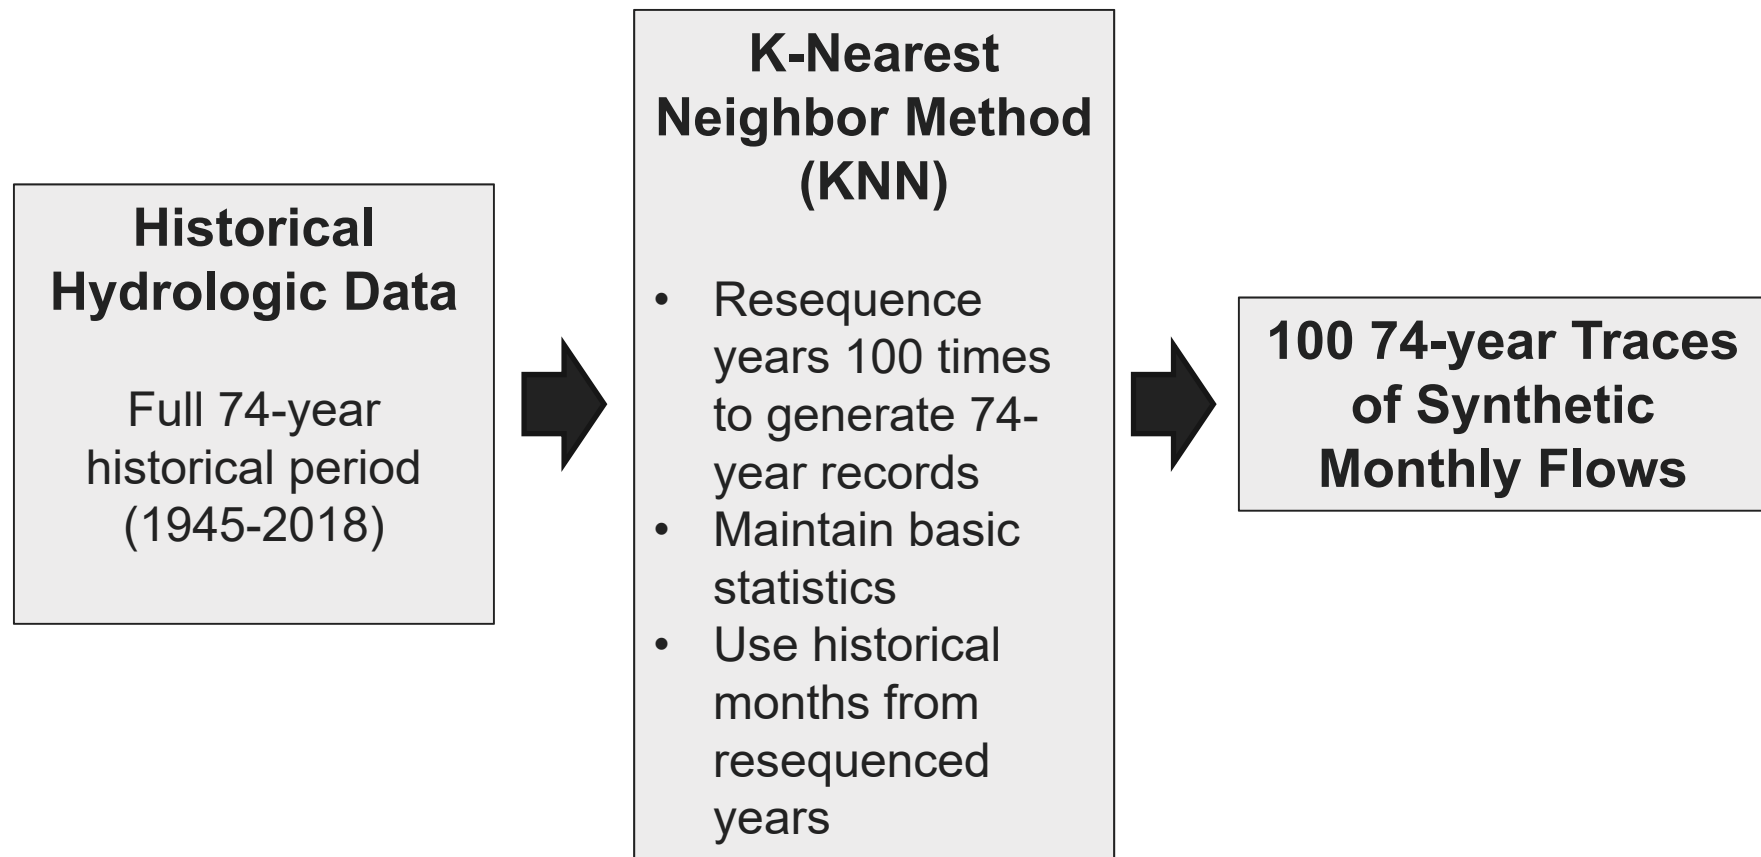 Historical
Hydrologic Data
Full 74-year
historical period
(1945-2018)
K-Nearest
Neighbor Method
(KNN)
• Resequence
years 100 times
to generate 74-
year records
• Maintain basic
statistics
• Use historical
months from
resequenced
years
100 74-year Traces
of Synthetic
Monthly Flows